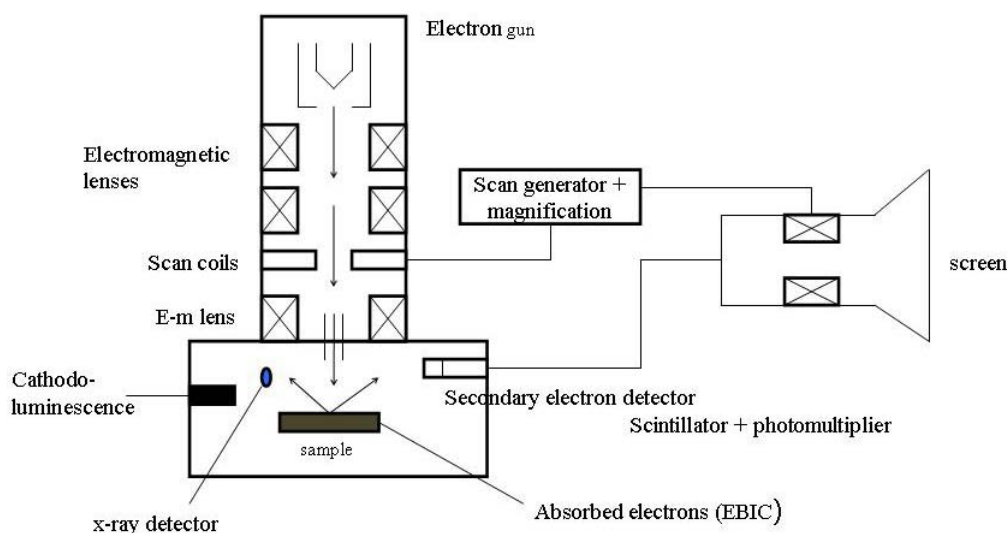 Electron gun
Electromagnetic
lenses
Scan generator +
magnification
Scan coils
screen
E-m lens
Cathodo-
luminescence
Secondary electron detector
Scintillator + photomultiplier
sample
Absorbed electrons (EBIC)
x-ray detector